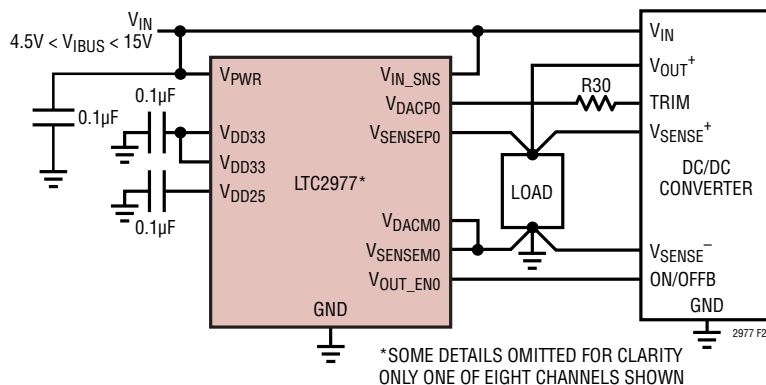 VIN
4.5V < VIBUS < 15V
0.1µF
0.1µF
0.1µF
VPWR
VDD33
VDD33
VDD25
LTC2977*
GND
VIN_SNS
VDACP0
VSENSEP0
VDACM0
VSENSEM0
VOUT_EN0
R30
LOAD
VIN
VOUT+
TRIM
VSENSE+
DC/DC
CONVERTER
VSENSE–
ON/OFFB
GND
*SOME DETAILS OMITTED FOR CLARITY
ONLY ONE OF EIGHT CHANNELS SHOWN